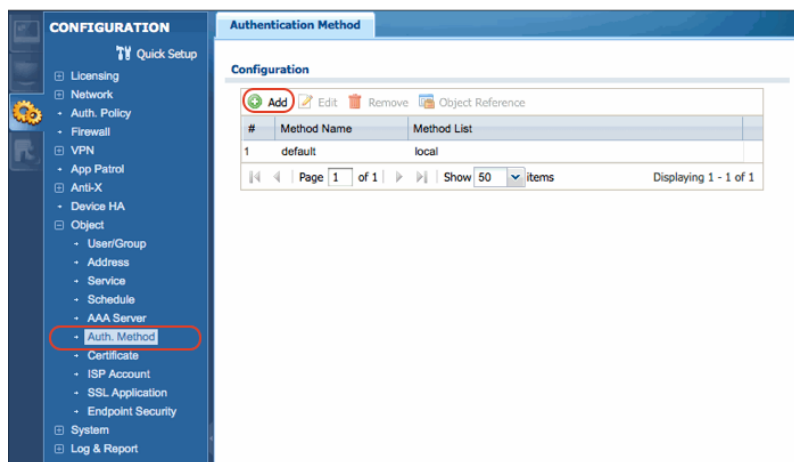 CONFIGURATION
Quick Setup
Licensing
Network
Auth. Policy
Firewall
VPN
App Patrol
Anti-X
Device HA
Object
User/Group
Address
Service
Schedule
AAA Server
Auth. Method
Certificate
ISP Account
SSL Application
Endpoint Security
System
Log & Report
Authentication Method
Configuration
Add Edit Remove Object Reference
# Method Name Method List
1 default local
Page 1 of 1 Show 50 items Displaying 1 - 1 of 1